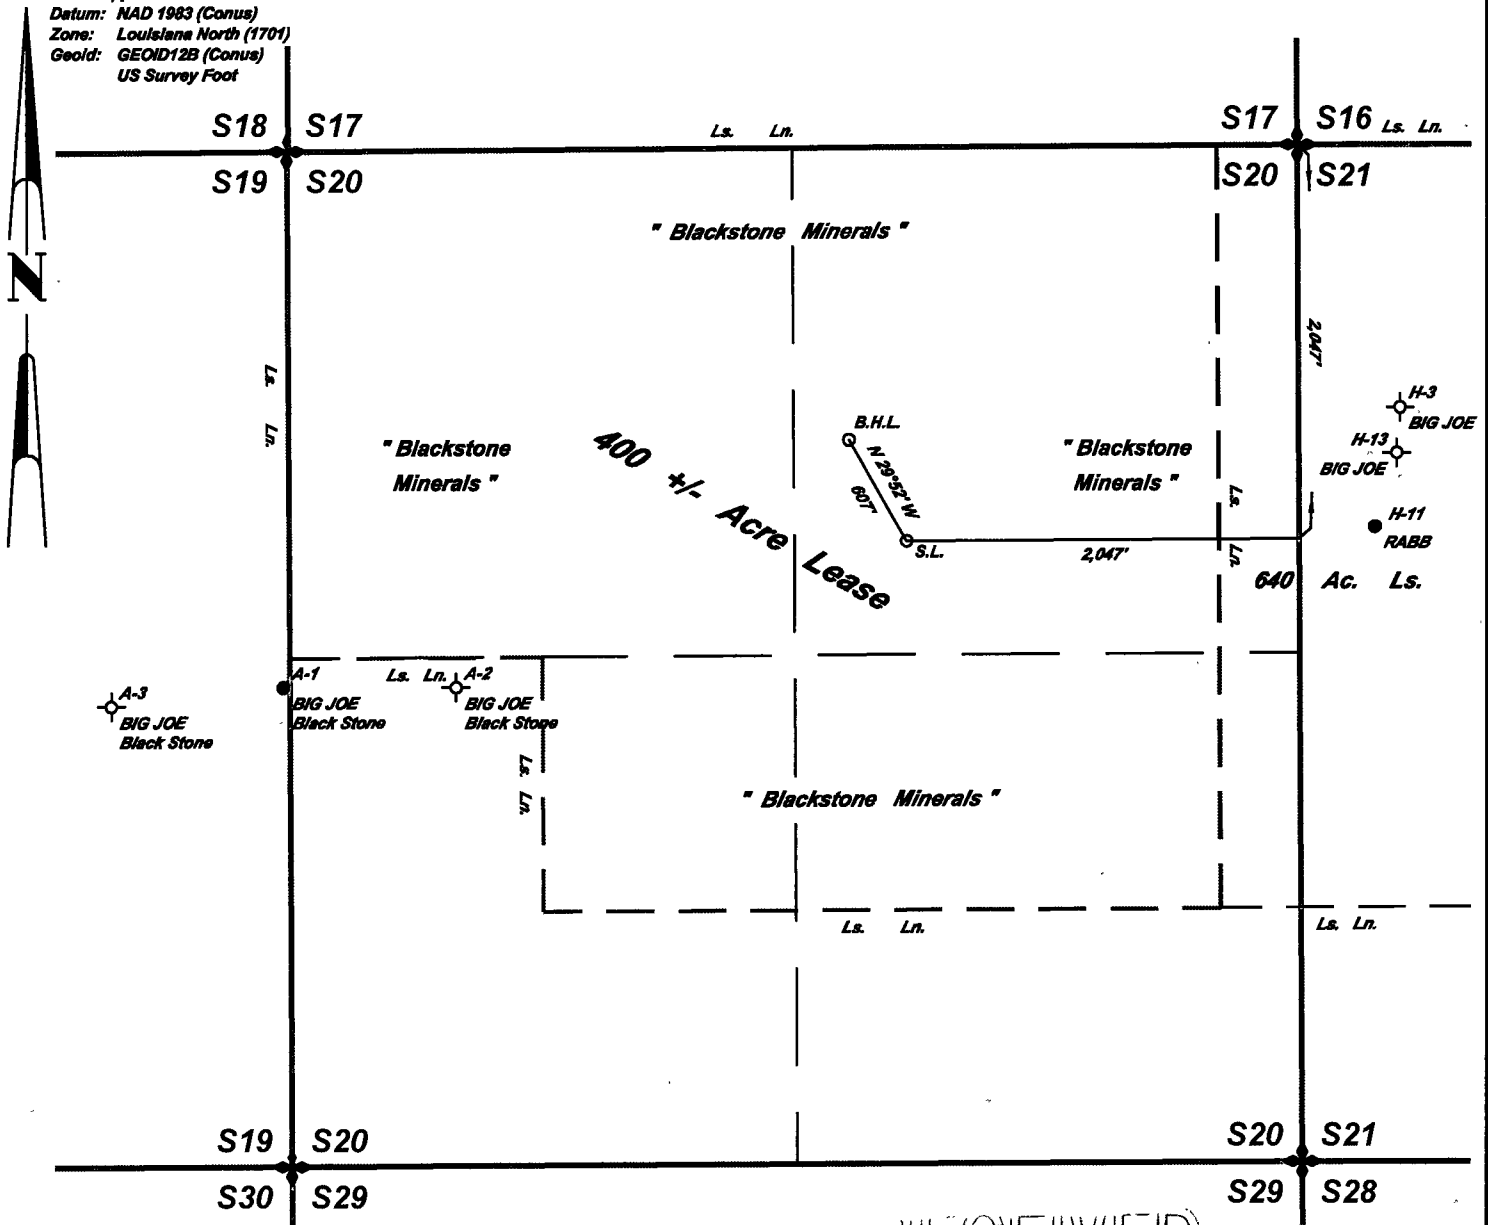 Datum: NAD 1983 (Conus)
Zone: Louisiana North (1701)
Geoid: GEOID12B (Conus)
US Survey Foot
N
S18 S17
S19 S20
Ls. Ln.
S17 S16
Ls. Ln.
S20 S21
" Blackstone Minerals "
2,047'
Ls. Ln.
" Blackstone
Minerals "
400 +/- Acre Lease
B.H.L.
N 29°52' W
607'
S.L.
2,047'
" Blackstone
Minerals "
Ls. Ln.
H-3
BIG JOE
H-13
BIG JOE
H-11
RABB
640 Ac. Ls.
A-3
BIG JOE
Black Stone
A-1
BIG JOE
Black Stone
Ls. Ln.
A-2
BIG JOE
Black Stone
Ls. Ln.
" Blackstone Minerals "
Ls. Ln.
Ls. Ln.
S19 S20
S30 S29
S20 S21
S29 S28